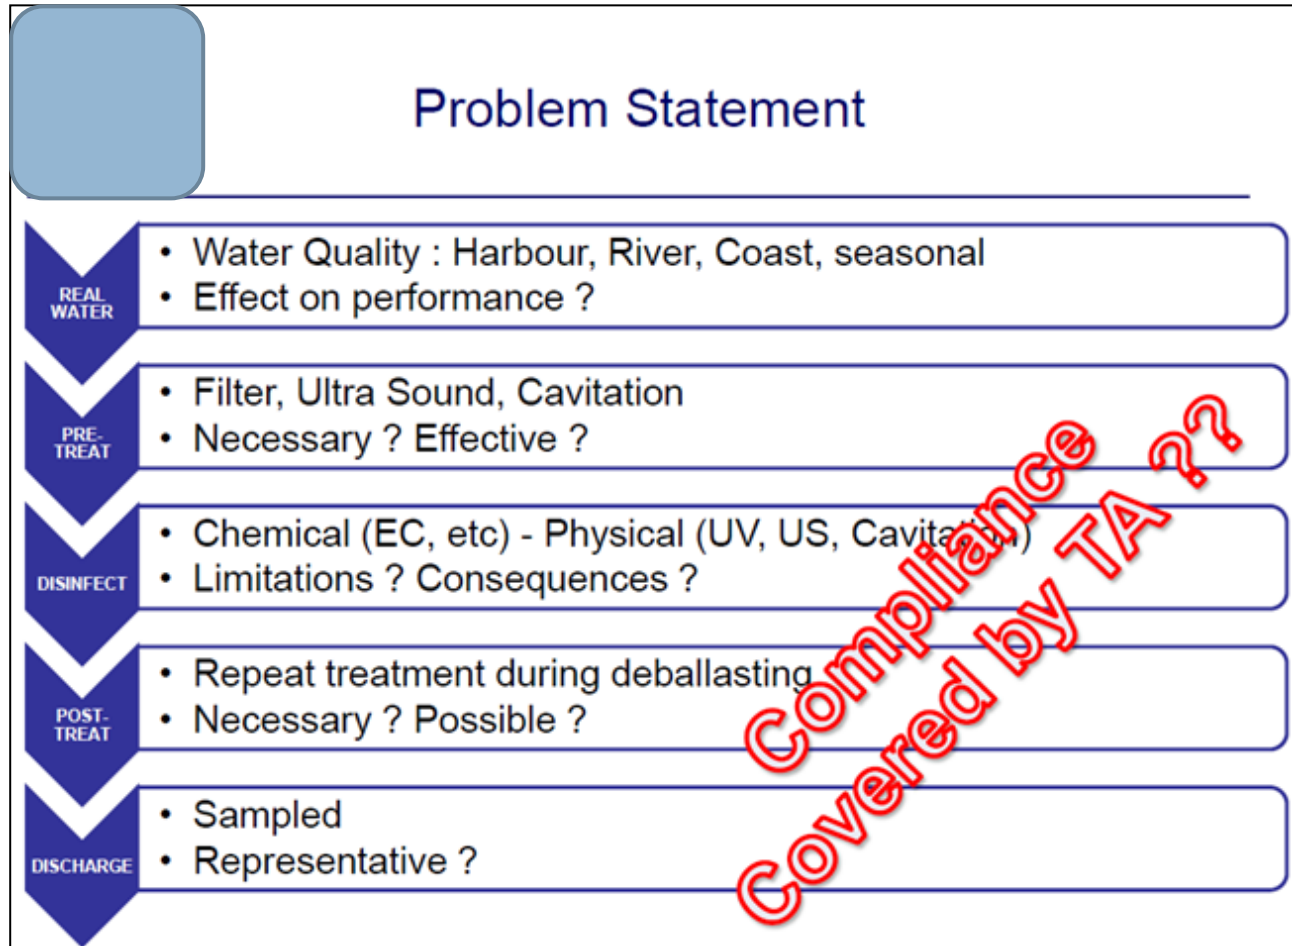 Problem Statement
REAL
WATER
• Water Quality : Harbour, River, Coast, seasonal
• Effect on performance ?
PRE-
TREAT
• Filter, Ultra Sound, Cavitation
• Necessary ? Effective ?
DISINFECT
• Chemical (EC, etc) - Physical (UV, US, Cavitation)
• Limitations ? Consequences ?
POST-
TREAT
• Repeat treatment during deballasting
• Necessary ? Possible ?
DISCHARGE
• Sampled
• Representative ?
Compliance
Covered by TA ??